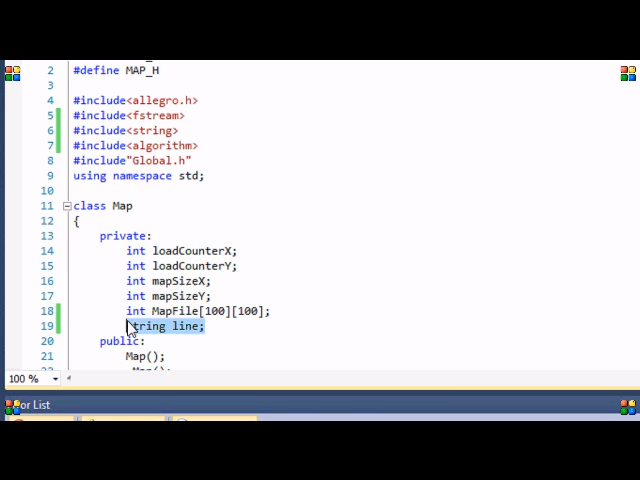 2 #define MAP_H
3
4 #include<allegro.h>
5 #include<fstream>
6 #include<string>
7 #include<algorithm>
8 #include"Global.h"
9 using namespace std;
10
11 class Map
12 {
13 private:
14 int loadCounterX;
15 int loadCounterY;
16 int mapSizeX;
17 int mapSizeY;
18 int MapFile[100][100];
19 string line;
20 public:
21 Map();
100 %
or List